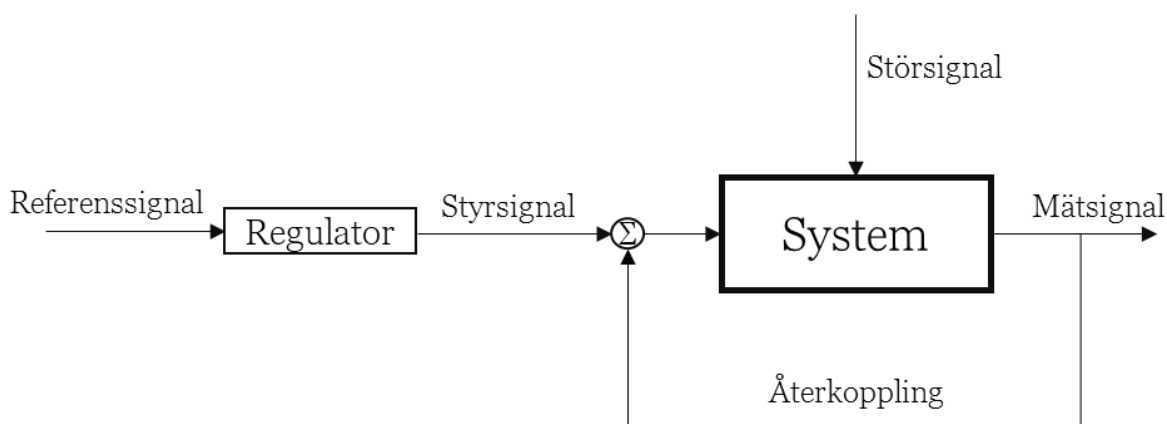 Störsignal
Referenssignal
Regulator
Styrsignal
Σ
System
Mätsignal
Återkoppling